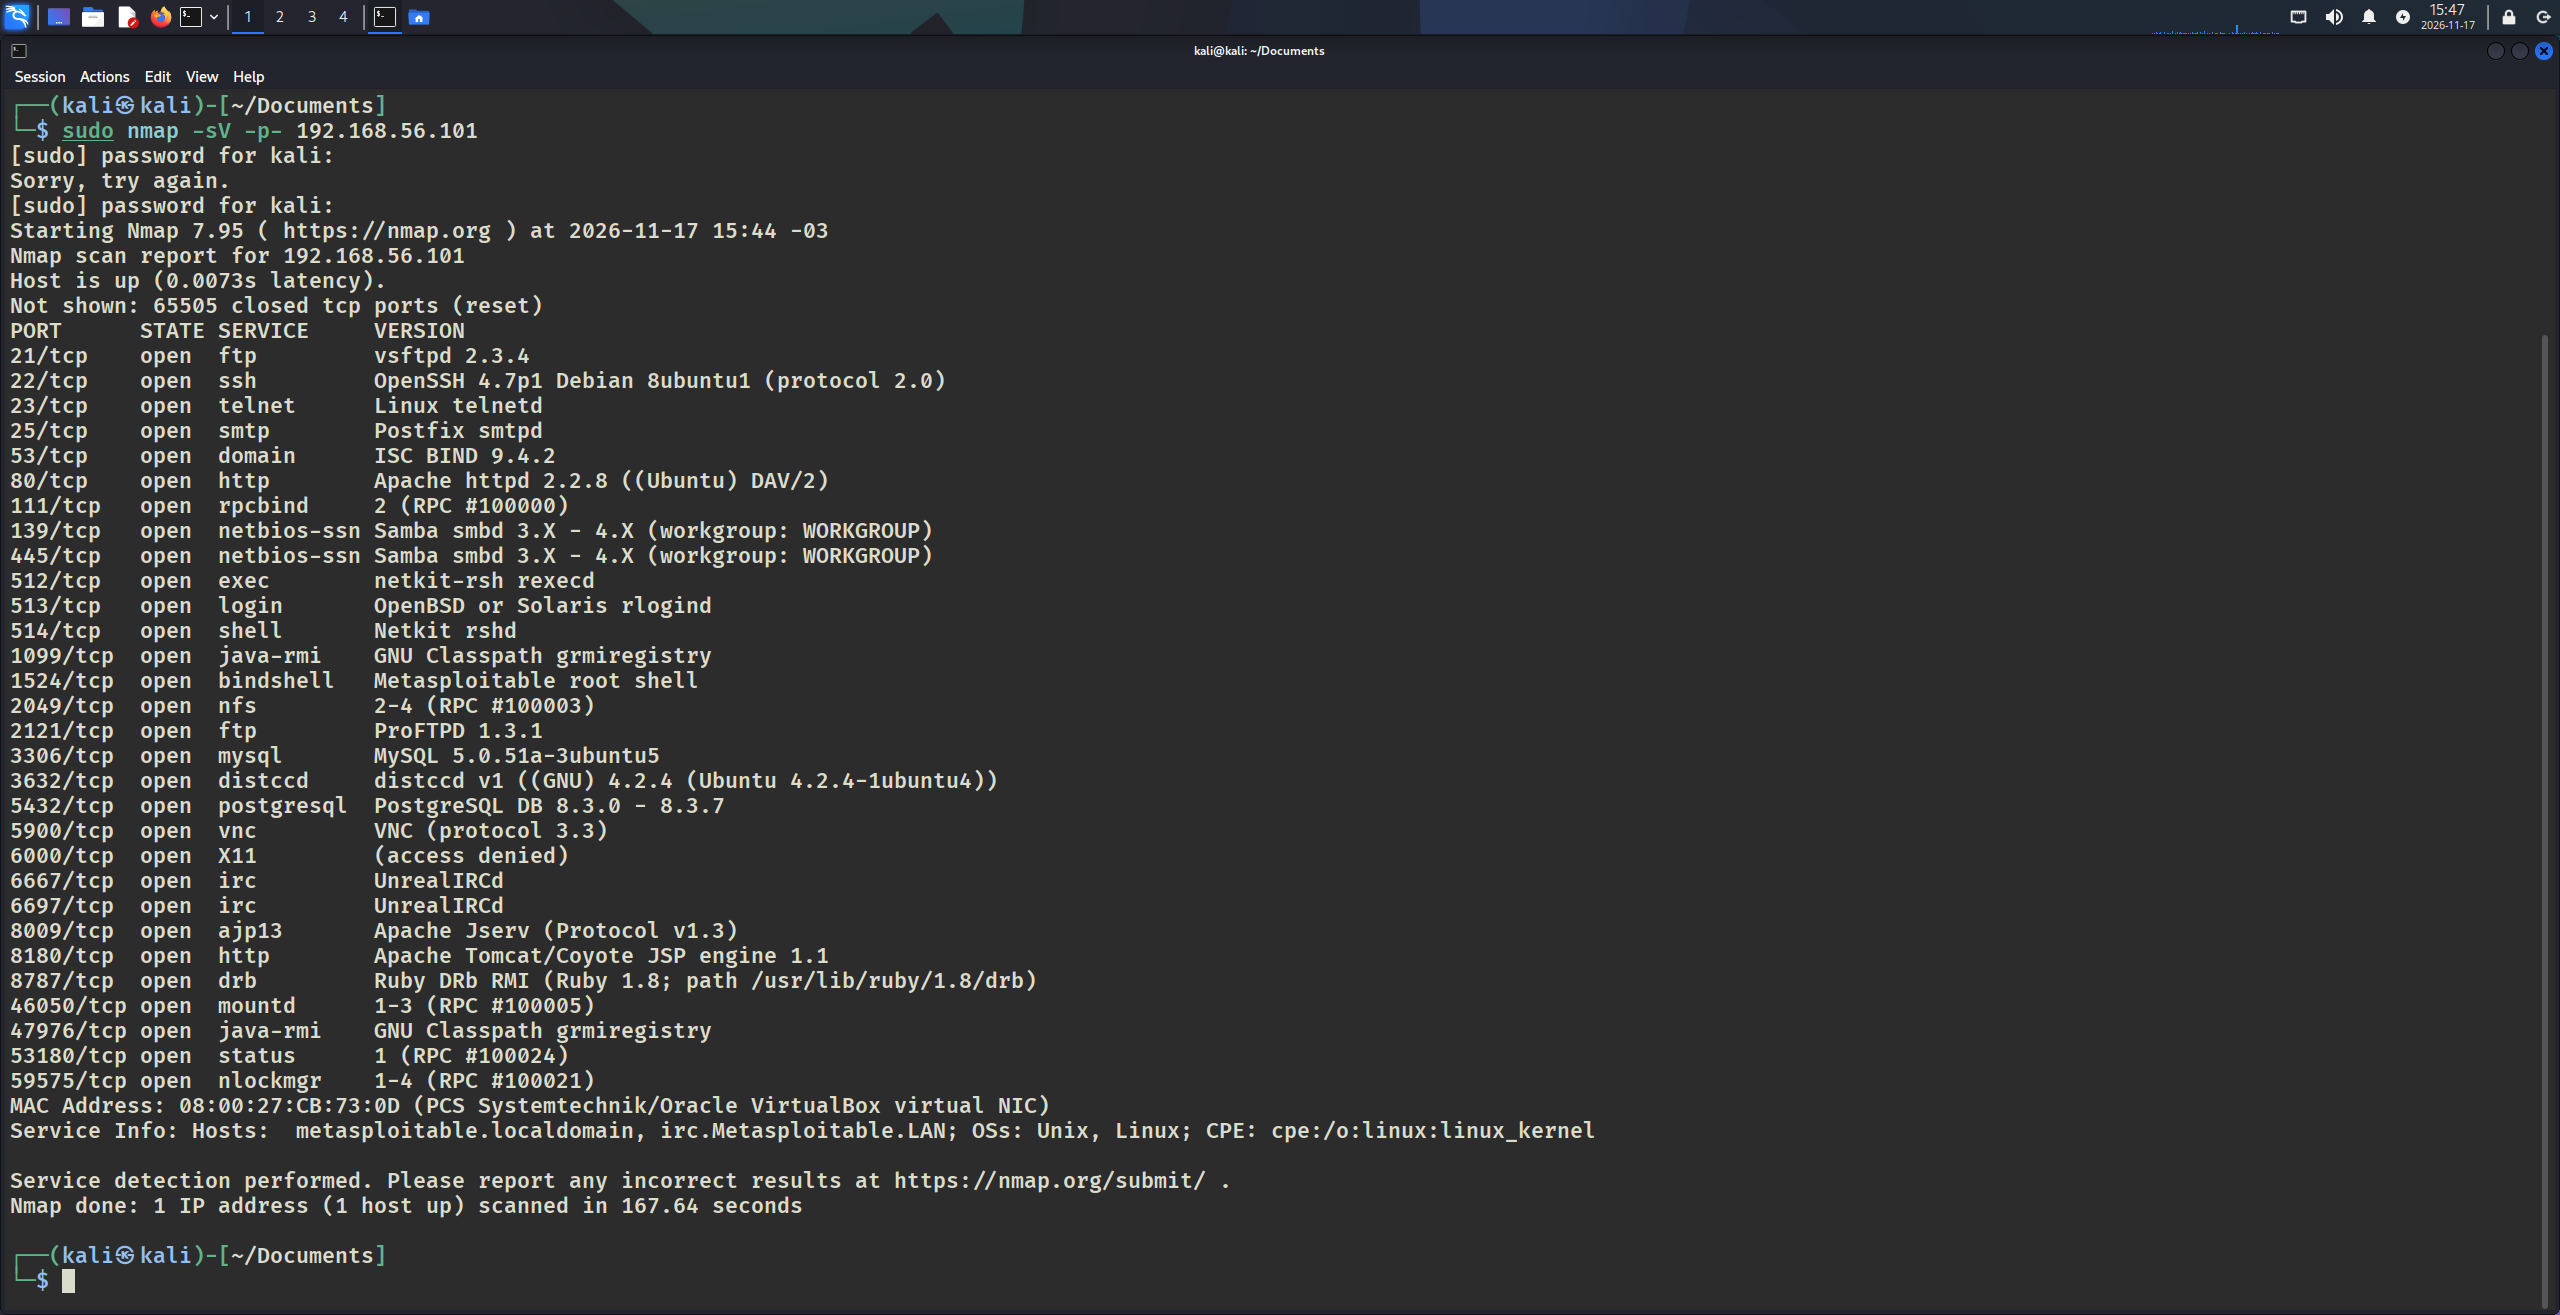 1 2 3 4 15:47
2026-11-17
kali@kali: ~/Documents
Session Actions Edit View Help
┌──(kali㉿kali)-[~/Documents]
└─$ sudo nmap -sV -p- 192.168.56.101
[sudo] password for kali:
Sorry, try again.
[sudo] password for kali:
Starting Nmap 7.95 ( https://nmap.org ) at 2026-11-17 15:44 -03
Nmap scan report for 192.168.56.101
Host is up (0.0073s latency).
Not shown: 65505 closed tcp ports (reset)
PORT      STATE SERVICE     VERSION
21/tcp    open  ftp         vsftpd 2.3.4
22/tcp    open  ssh         OpenSSH 4.7p1 Debian 8ubuntu1 (protocol 2.0)
23/tcp    open  telnet      Linux telnetd
25/tcp    open  smtp        Postfix smtpd
53/tcp    open  domain      ISC BIND 9.4.2
80/tcp    open  http        Apache httpd 2.2.8 ((Ubuntu) DAV/2)
111/tcp   open  rpcbind     2 (RPC #100000)
139/tcp   open  netbios-ssn Samba smbd 3.X - 4.X (workgroup: WORKGROUP)
445/tcp   open  netbios-ssn Samba smbd 3.X - 4.X (workgroup: WORKGROUP)
512/tcp   open  exec        netkit-rsh rexecd
513/tcp   open  login       OpenBSD or Solaris rlogind
514/tcp   open  shell       Netkit rshd
1099/tcp  open  java-rmi    GNU Classpath grmiregistry
1524/tcp  open  bindshell   Metasploitable root shell
2049/tcp  open  nfs         2-4 (RPC #100003)
2121/tcp  open  ftp         ProFTPD 1.3.1
3306/tcp  open  mysql       MySQL 5.0.51a-3ubuntu5
3632/tcp  open  distccd     distccd v1 ((GNU) 4.2.4 (Ubuntu 4.2.4-1ubuntu4))
5432/tcp  open  postgresql  PostgreSQL DB 8.3.0 - 8.3.7
5900/tcp  open  vnc         VNC (protocol 3.3)
6000/tcp  open  X11         (access denied)
6667/tcp  open  irc         UnrealIRCd
6697/tcp  open  irc         UnrealIRCd
8009/tcp  open  ajp13       Apache Jserv (Protocol v1.3)
8180/tcp  open  http        Apache Tomcat/Coyote JSP engine 1.1
8787/tcp  open  drb         Ruby DRb RMI (Ruby 1.8; path /usr/lib/ruby/1.8/drb)
46050/tcp open  mountd      1-3 (RPC #100005)
47976/tcp open  java-rmi    GNU Classpath grmiregistry
53180/tcp open  status      1 (RPC #100024)
59575/tcp open  nlockmgr    1-4 (RPC #100021)
MAC Address: 08:00:27:CB:73:0D (PCS Systemtechnik/Oracle VirtualBox virtual NIC)
Service Info: Hosts:  metasploitable.localdomain, irc.Metasploitable.LAN; OSs: Unix, Linux; CPE: cpe:/o:linux:linux_kernel
Service detection performed. Please report any incorrect results at https://nmap.org/submit/ .
Nmap done: 1 IP address (1 host up) scanned in 167.64 seconds
┌──(kali㉿kali)-[~/Documents]
└─$